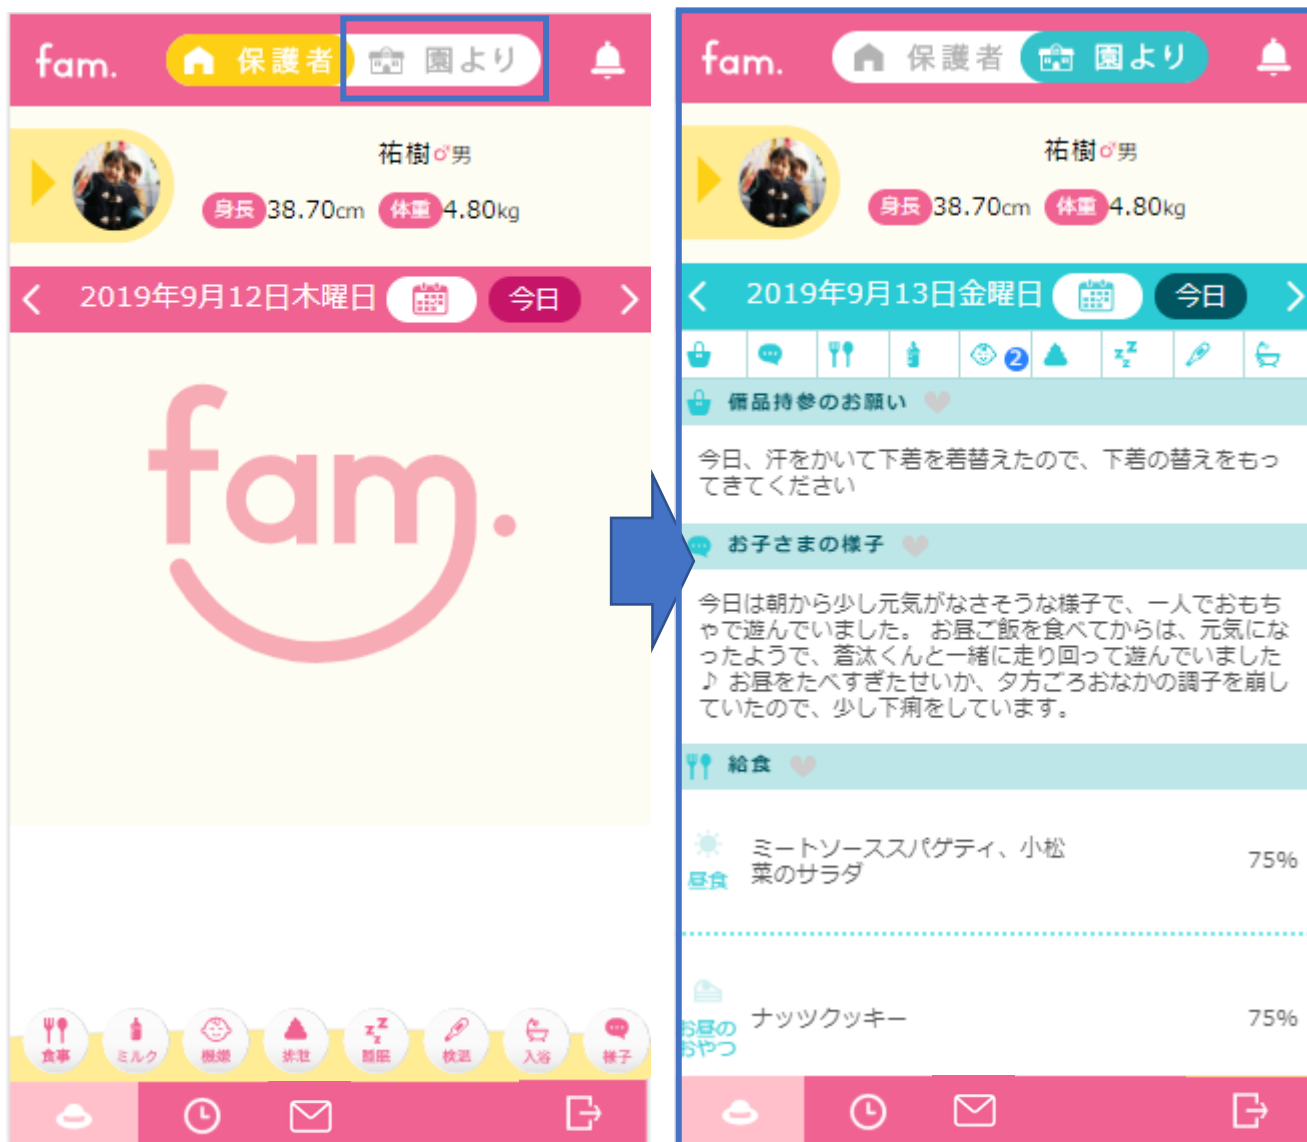 fam.
保護者
園より
祐樹♂男
身長 38.70cm 体重 4.80kg
2019年9月12日木曜日
今日
fam.
食事
ミルク
機嫌
排泄
睡眠
検温
入浴
様子
fam.
保護者
園より
祐樹♂男
身長 38.70cm 体重 4.80kg
2019年9月13日金曜日
今日
2
備品持参のお願い
今日、汗をかいて下着を着替えたので、下着の替えをもっ
てきてください
お子さまの様子
今日は朝から少し元気がなさそうな様子で、一人でおもち
ゃで遊んでいました。 お昼ご飯を食べてからは、元気にな
ったようで、蒼汰くんと一緒に走り回って遊んでいました
♪ お昼をたべすぎたせいか、夕方ごろおなかの調子を崩し
ていたので、少し下痢をしています。
給食
昼食
ミートソーススパゲティ、小松
菜のサラダ
75%
お昼の
おやつ
ナッツクッキー
75%